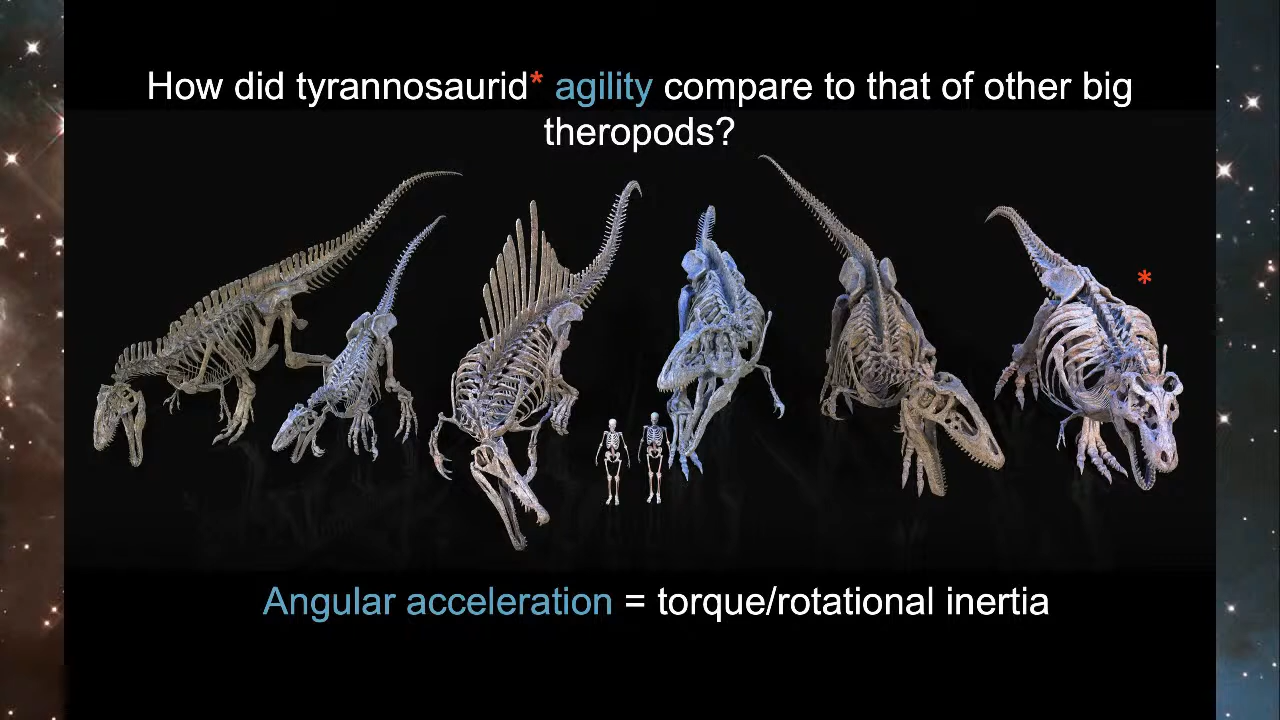 How did tyrannosaurid* agility compare to that of other big
theropods?
*
Angular acceleration = torque/rotational inertia